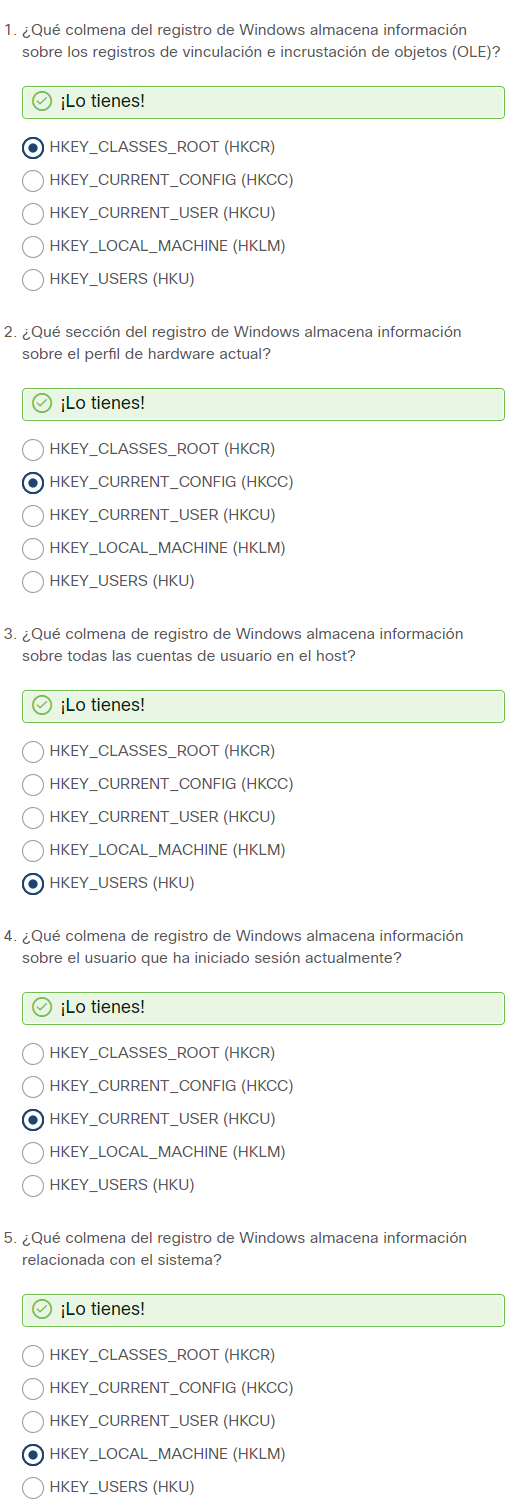 1. ¿Qué colmena del registro de Windows almacena información
sobre los registros de vinculación e incrustación de objetos (OLE)?
¡Lo tienes!
HKEY_CLASSES_ROOT (HKCR)
HKEY_CURRENT_CONFIG (HKCC)
HKEY_CURRENT_USER (HKCU)
HKEY_LOCAL_MACHINE (HKLM)
HKEY_USERS (HKU)
2. ¿Qué sección del registro de Windows almacena información
sobre el perfil de hardware actual?
¡Lo tienes!
HKEY_CLASSES_ROOT (HKCR)
HKEY_CURRENT_CONFIG (HKCC)
HKEY_CURRENT_USER (HKCU)
HKEY_LOCAL_MACHINE (HKLM)
HKEY_USERS (HKU)
3. ¿Qué colmena de registro de Windows almacena información
sobre todas las cuentas de usuario en el host?
¡Lo tienes!
HKEY_CLASSES_ROOT (HKCR)
HKEY_CURRENT_CONFIG (HKCC)
HKEY_CURRENT_USER (HKCU)
HKEY_LOCAL_MACHINE (HKLM)
HKEY_USERS (HKU)
4. ¿Qué colmena de registro de Windows almacena información
sobre el usuario que ha iniciado sesión actualmente?
¡Lo tienes!
HKEY_CLASSES_ROOT (HKCR)
HKEY_CURRENT_CONFIG (HKCC)
HKEY_CURRENT_USER (HKCU)
HKEY_LOCAL_MACHINE (HKLM)
HKEY_USERS (HKU)
5. ¿Qué colmena del registro de Windows almacena información
relacionada con el sistema?
¡Lo tienes!
HKEY_CLASSES_ROOT (HKCR)
HKEY_CURRENT_CONFIG (HKCC)
HKEY_CURRENT_USER (HKCU)
HKEY_LOCAL_MACHINE (HKLM)
HKEY_USERS (HKU)